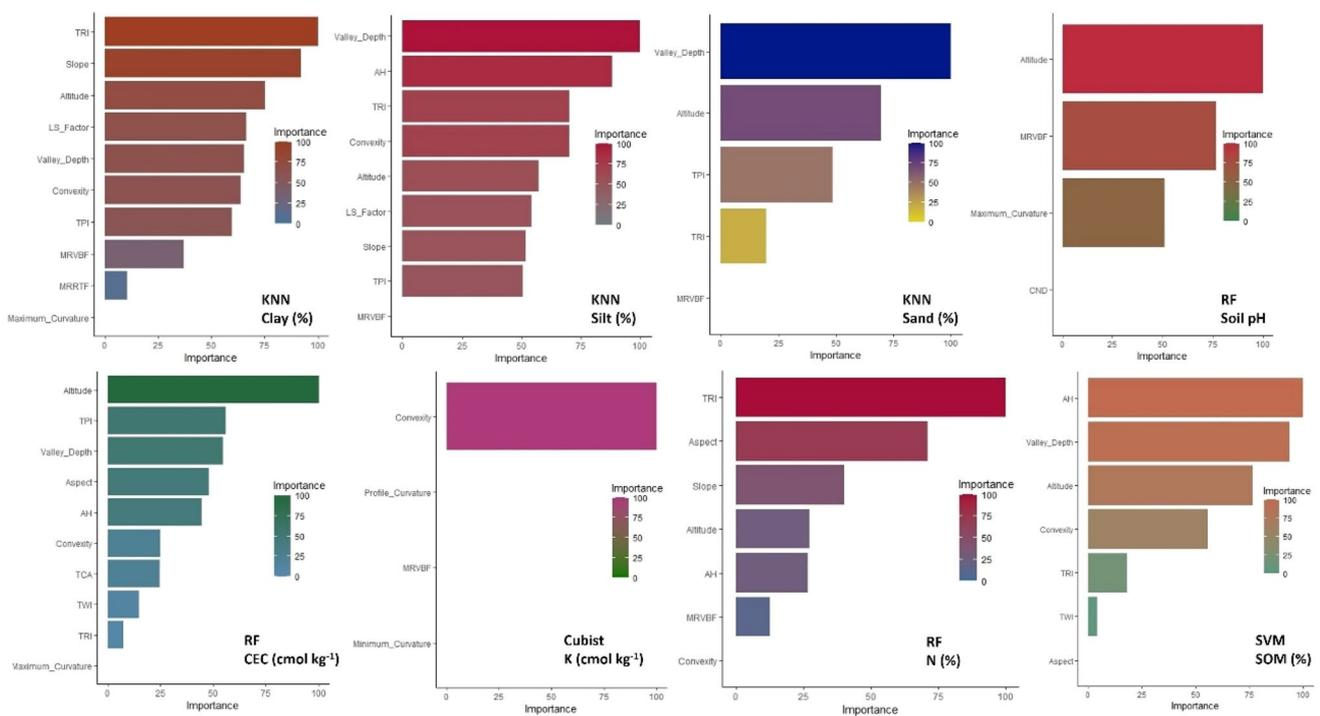 TRI
Slope
Altitude
LS_Factor
Valley_Depth
Convexity
TPI
MRVBF
MRRTF
Maximum_Curvature
Importance
100
75
50
25
0
KNN
Clay (%)
0 25 50 75 100
Importance
Valley_Depth
AH
TRI
Convexity
Altitude
LS_Factor
Slope
TPI
MRVBF
Importance
100
75
50
25
0
KNN
Silt (%)
0 25 50 75 100
Importance
Valley_Depth
Altitude
TPI
TRI
MRVBF
Importance
100
75
50
25
0
KNN
Sand (%)
0 25 50 75 100
Importance
Altitude
MRVBF
Maximum_Curvature
CND
Importance
100
75
50
25
0
RF
Soil pH
0 25 50 75 100
Importance
Altitude
TPI
Valley_Depth
Aspect
AH
Convexity
TCA
TWI
TRI
Maximum_Curvature
Importance
100
75
50
25
0
RF
CEC (cmol kg⁻¹)
0 25 50 75 100
Importance
Convexity
Profile_Curvature
MRVBF
Minimum_Curvature
Importance
100
75
50
25
0
Cubist
K (cmol kg⁻¹)
0 25 50 75 100
Importance
TRI
Aspect
Slope
Altitude
AH
MRVBF
Convexity
Importance
100
75
50
25
0
RF
N (%)
0 25 50 75 100
Importance
AH
Valley_Depth
Altitude
Convexity
TRI
TWI
Aspect
Importance
100
75
50
25
0
SVM
SOM (%)
0 25 50 75 100
Importance